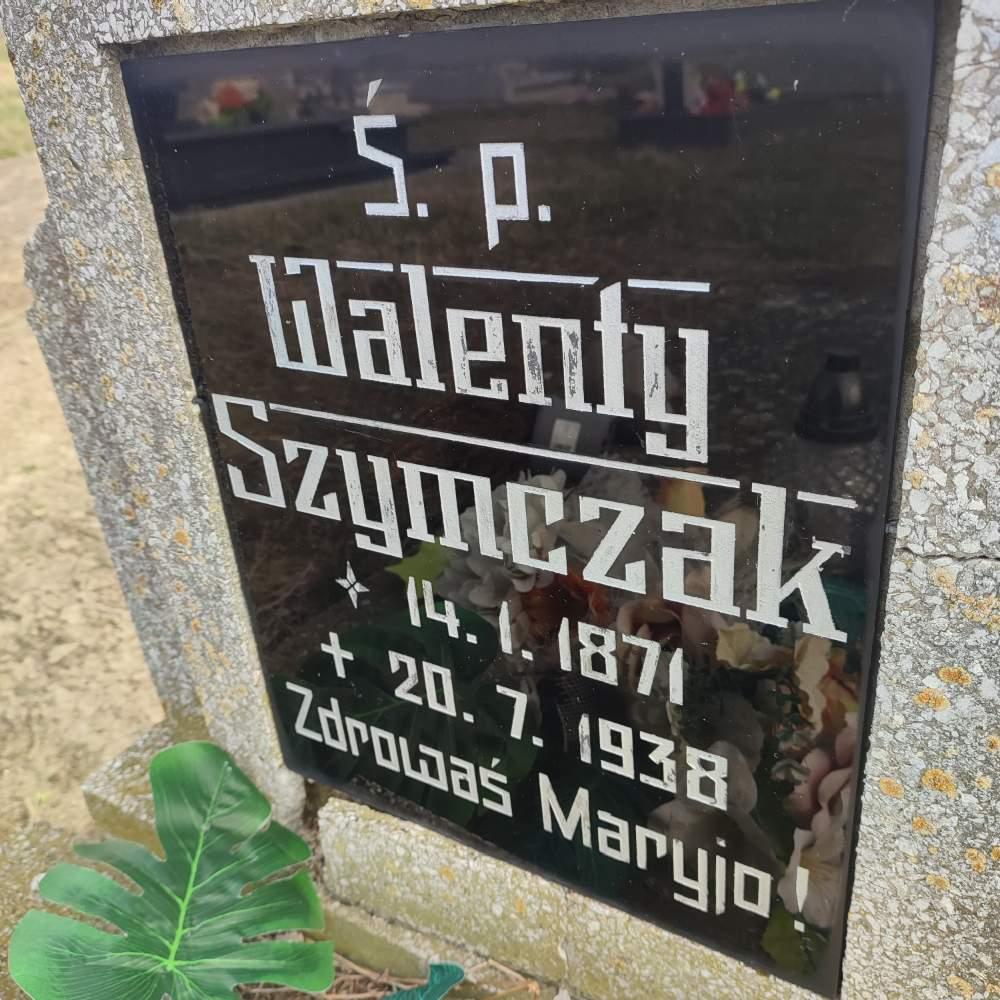 Ś. p.
Walenty
Szymczak
* 14. 1. 1871
+ 20. 7. 1938
Zdrowaś Maryjo!